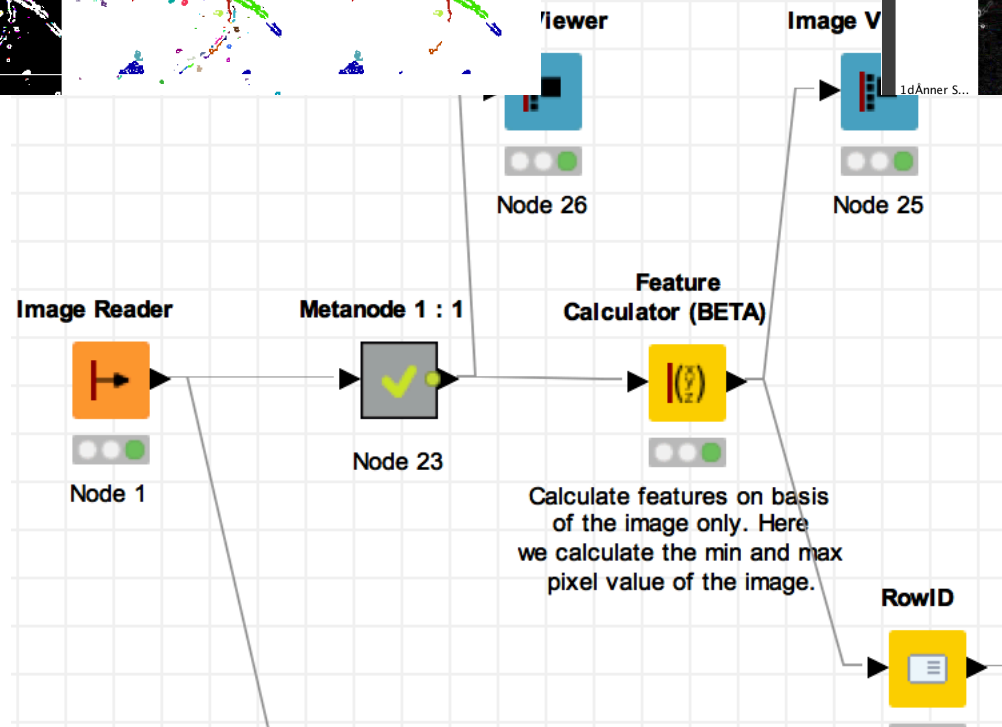 Viewer
Image V
1dÅnner S...
Node 26
Node 25
Image Reader
Metanode 1 : 1
Feature
Calculator (BETA)
Node 1
Node 23
Calculate features on basis
of the image only. Here
we calculate the min and max
pixel value of the image.
RowID